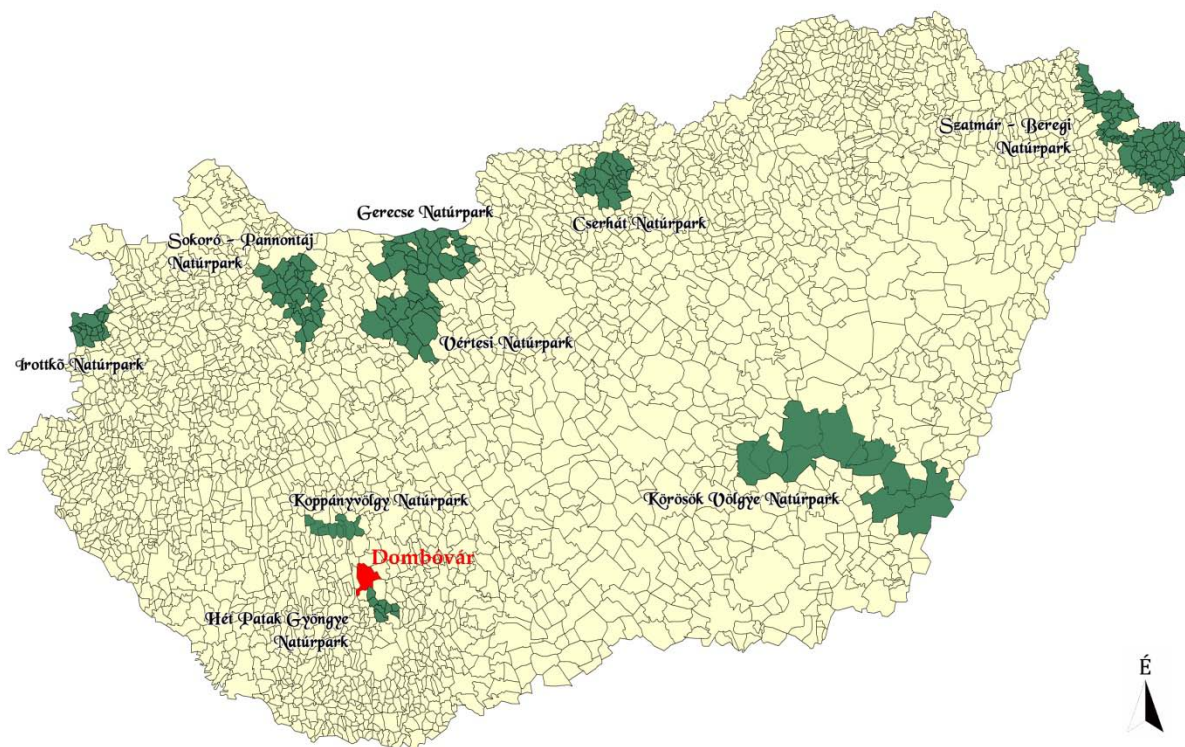 Szatmár - Beregi
Natúrpark
Cserhát Natúrpark
Gerecse Natúrpark
Sokoró - Pannontáj
Natúrpark
Vértesi Natúrpark
Irottkő Natúrpark
Koppányvölgy Natúrpark
Körösök Völgye Natúrpark
Dombóvár
Hét Patak Gyöngye
Natúrpark
É